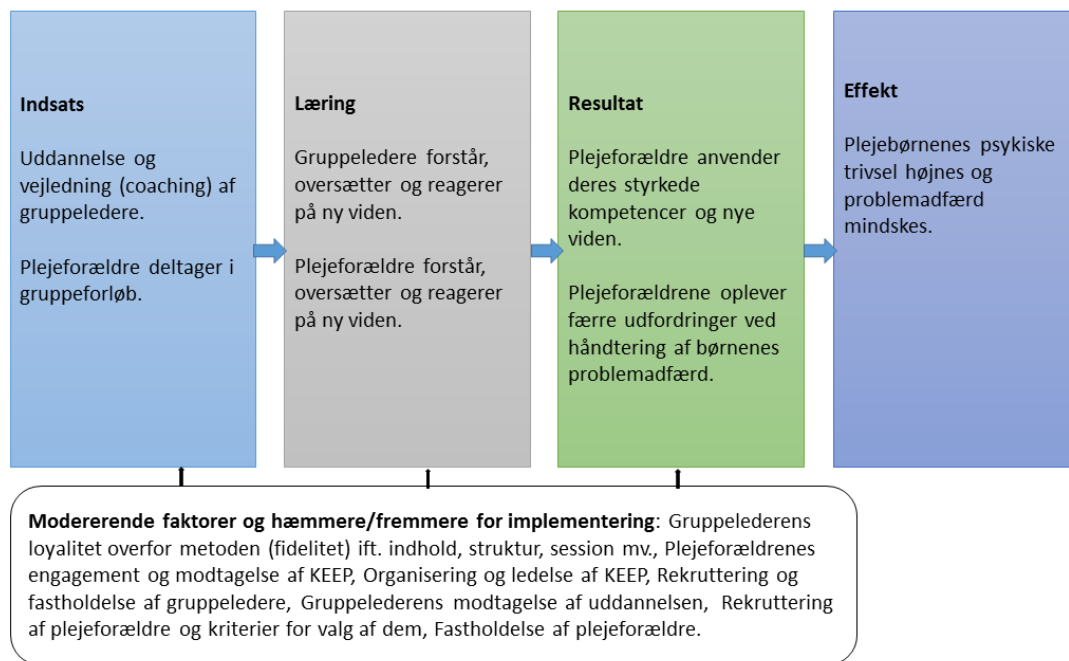 Indsats
Uddannelse og
vejledning (coaching) af
gruppeledere.
Plejeforældre deltager i
gruppeforløb.
Læring
Gruppeledere forstår,
oversætter og reagerer
på ny viden.
Plejeforældre forstår,
oversætter og reagerer
på ny viden.
Resultat
Plejeforældre anvender
deres styrkede
kompetencer og nye
viden.
Plejeforældrene oplever
færre udfordringer ved
håndtering af børnenes
problemadfærd.
Effekt
Plejebørnenes psykiske
trivsel højnes og
problemadfærd
mindskes.
Modererende faktorer og hæmmere/fremmere for implementering: Gruppelederens
loyalitet overfor metoden (fidelitet) ift. indhold, struktur, session mv., Plejeforældrenes
engagement og modtagelse af KEEP, Organisering og ledelse af KEEP, Rekruttering og
fastholdelse af gruppeledere, Gruppelederens modtagelse af uddannelsen, Rekruttering
af plejeforældre og kriterier for valg af dem, Fastholdelse af plejeforældre.